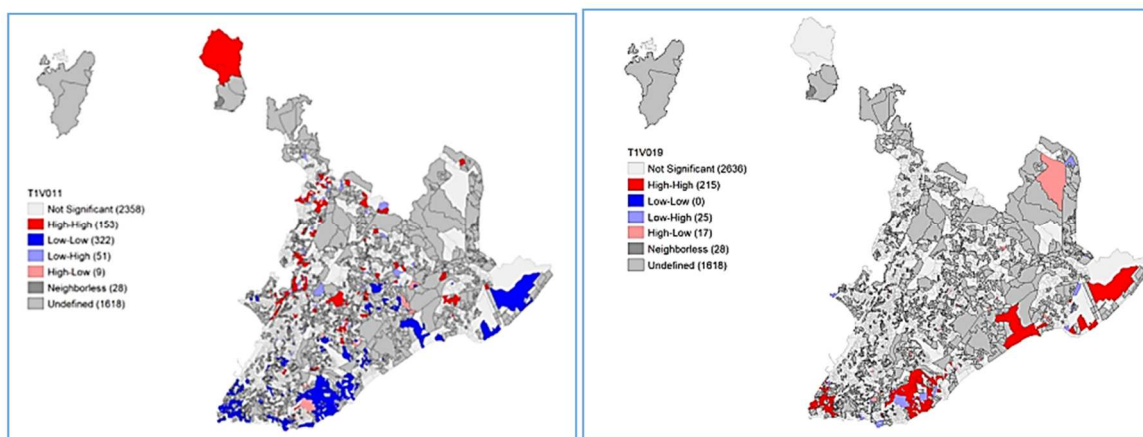 T1V011
Not Significant (2358)
High-High (153)
Low-Low (322)
Low-High (51)
High-Low (9)
Neighborless (28)
Undefined (1618)
T1V019
Not Significant (2636)
High-High (215)
Low-Low (0)
Low-High (25)
High-Low (17)
Neighborless (28)
Undefined (1618)